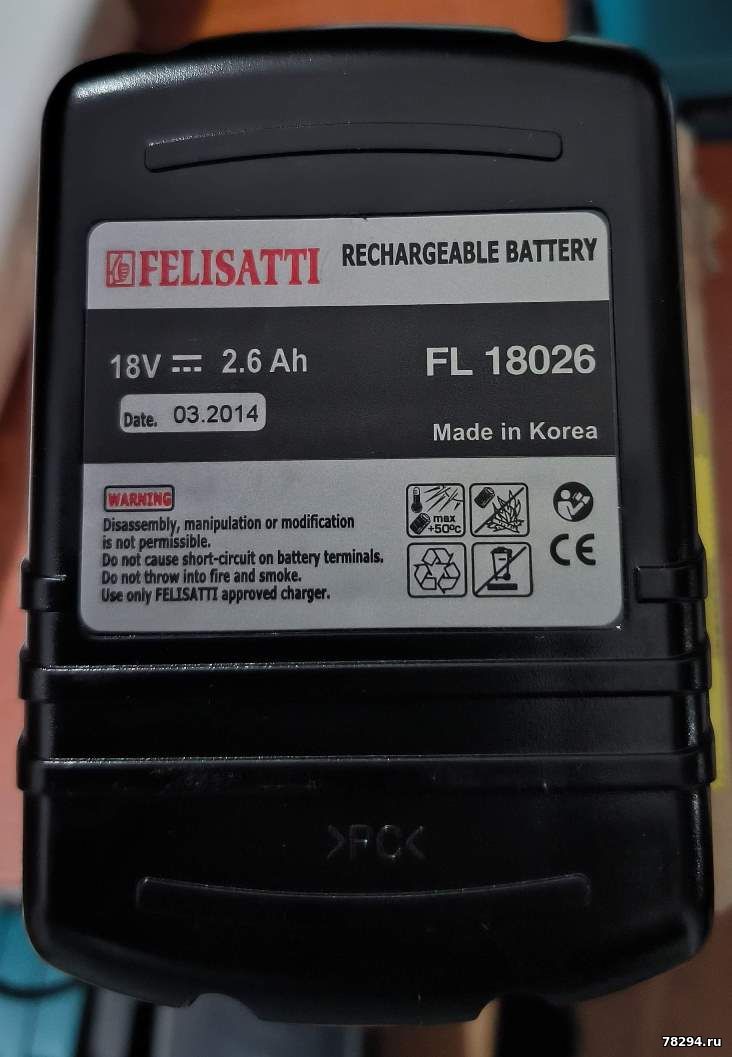 FELISATTI RECHARGEABLE BATTERY
18V 2.6 Ah FL 18026
Date. 03.2014
Made in Korea
WARNING
Disassembly, manipulation or modification
is not permissible.
Do not cause short-circuit on battery terminals.
Do not throw into fire and smoke.
Use only FELISATTI approved charger.
max
+50°c
CE
>PC<
78294.ru